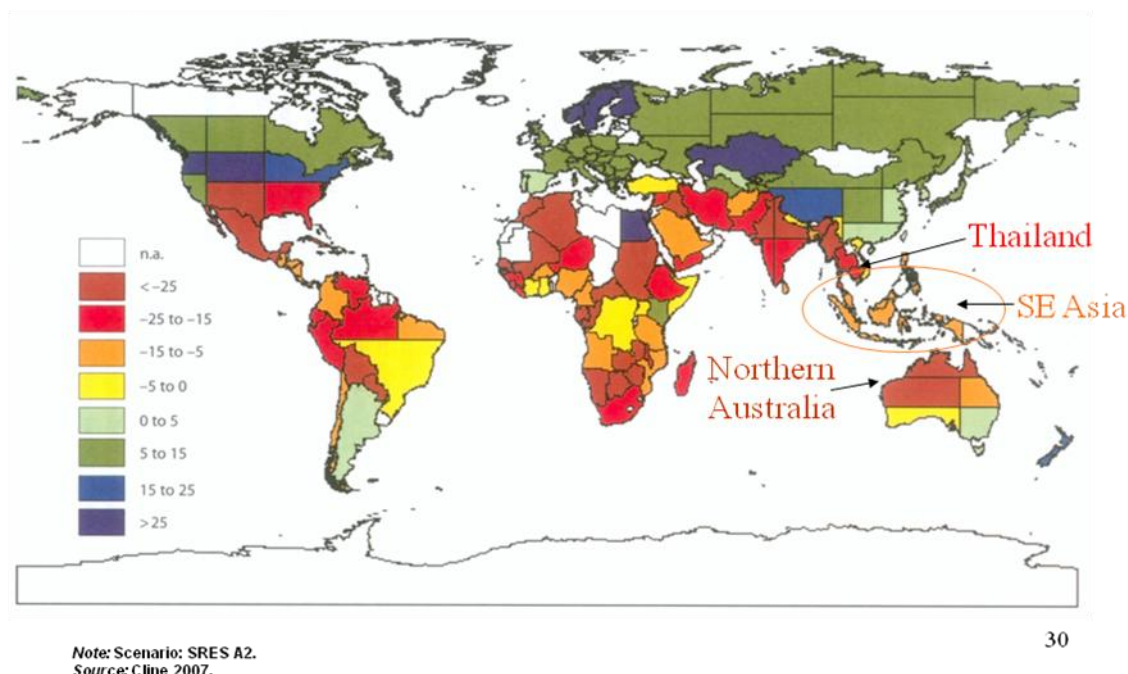 n.a.
< –25
–25 to –15
–15 to –5
–5 to 0
0 to 5
5 to 15
15 to 25
> 25
Thailand
SE Asia
Northern
Australia
30
Note: Scenario: SRES A2.
Source: Cline 2007.